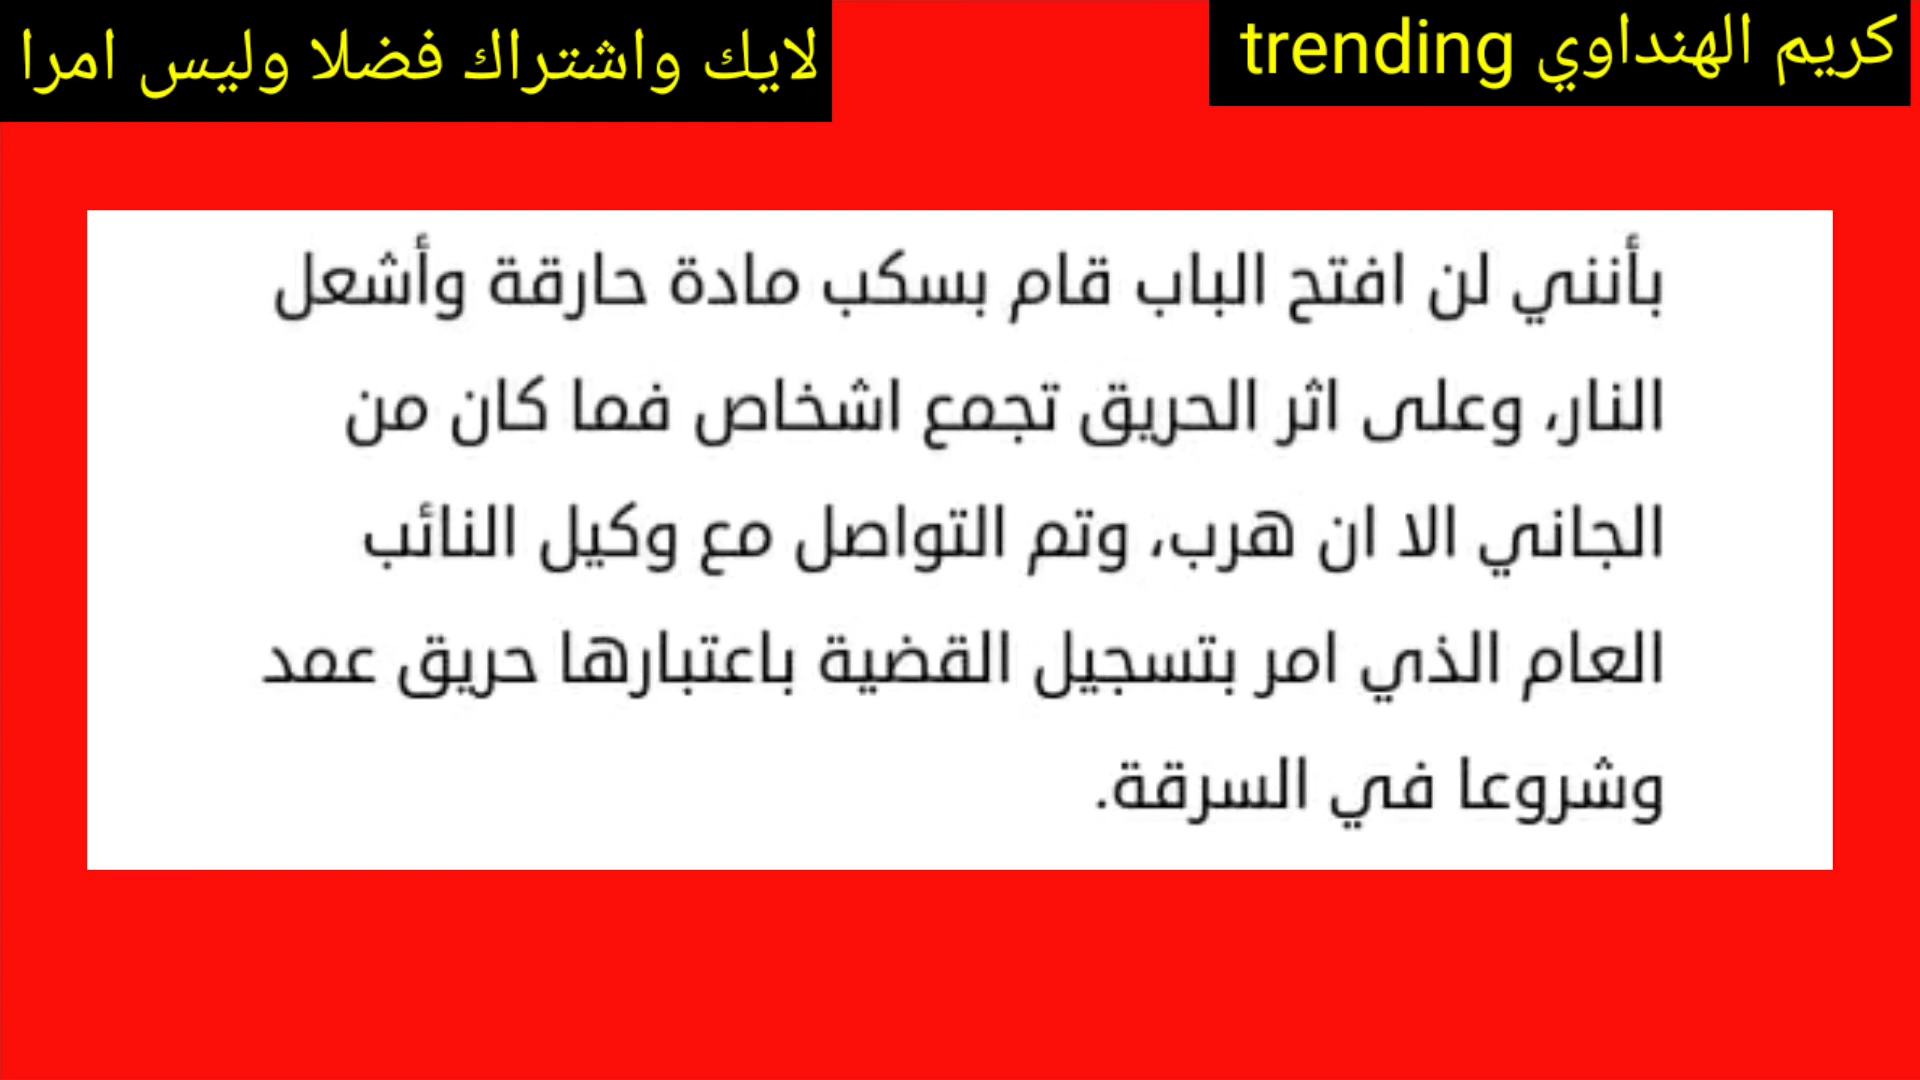 كريم الهنداوي trending
لايك واشتراك فضلا وليس امرا
بأنني لن افتح الباب قام بسكب مادة حارقة وأشعل
النار، وعلى اثر الحريق تجمع اشخاص فما كان من
الجاني الا ان هرب، وتم التواصل مع وكيل النائب
العام الذي امر بتسجيل القضية باعتبارها حريق عمد
وشروعا في السرقة.